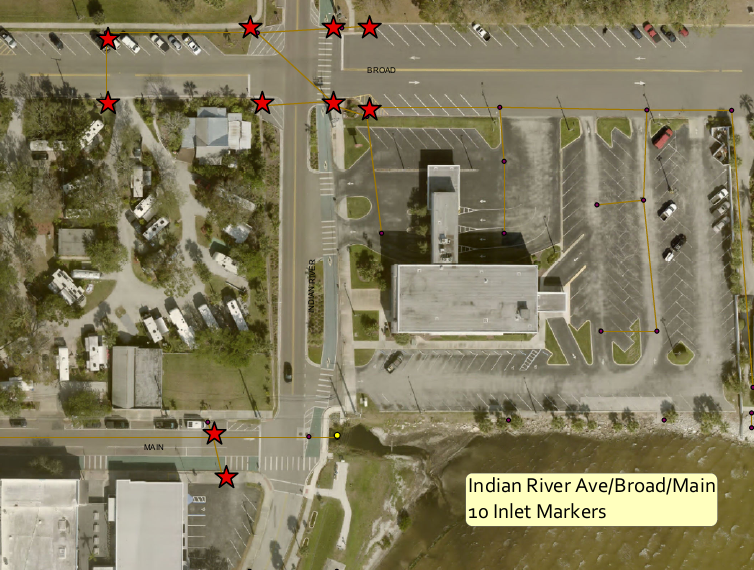 BROAD
INDIAN RIVER
MAIN
Indian River Ave/Broad/Main
10 Inlet Markers